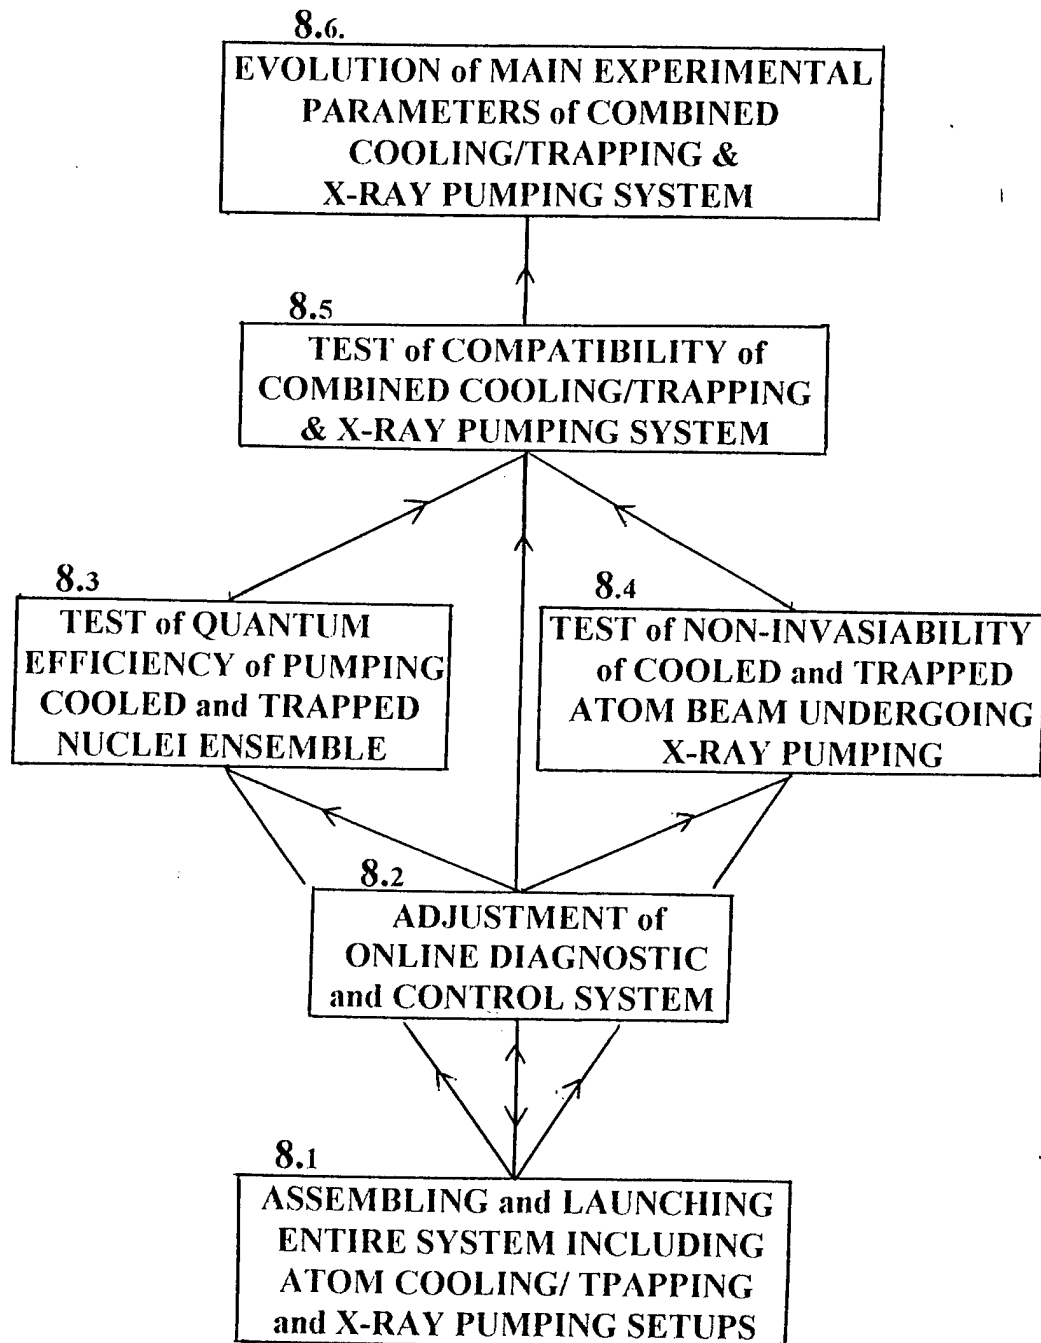 8.6.
EVOLUTION of MAIN EXPERIMENTAL
PARAMETERS of COMBINED
COOLING/TRAPPING &
X-RAY PUMPING SYSTEM
8.5
TEST of COMPATIBILITY of
COMBINED COOLING/TRAPPING
& X-RAY PUMPING SYSTEM
8.3
TEST of QUANTUM
EFFICIENCY of PUMPING
COOLED and TRAPPED
NUCLEI ENSEMBLE
8.4
TEST of NON-INVASIABILITY
of COOLED and TRAPPED
ATOM BEAM UNDERGOING
X-RAY PUMPING
8.2
ADJUSTMENT of
ONLINE DIAGNOSTIC
and CONTROL SYSTEM
8.1
ASSEMBLING and LAUNCHING
ENTIRE SYSTEM INCLUDING
ATOM COOLING/ TPAPPING
and X-RAY PUMPING SETUPS